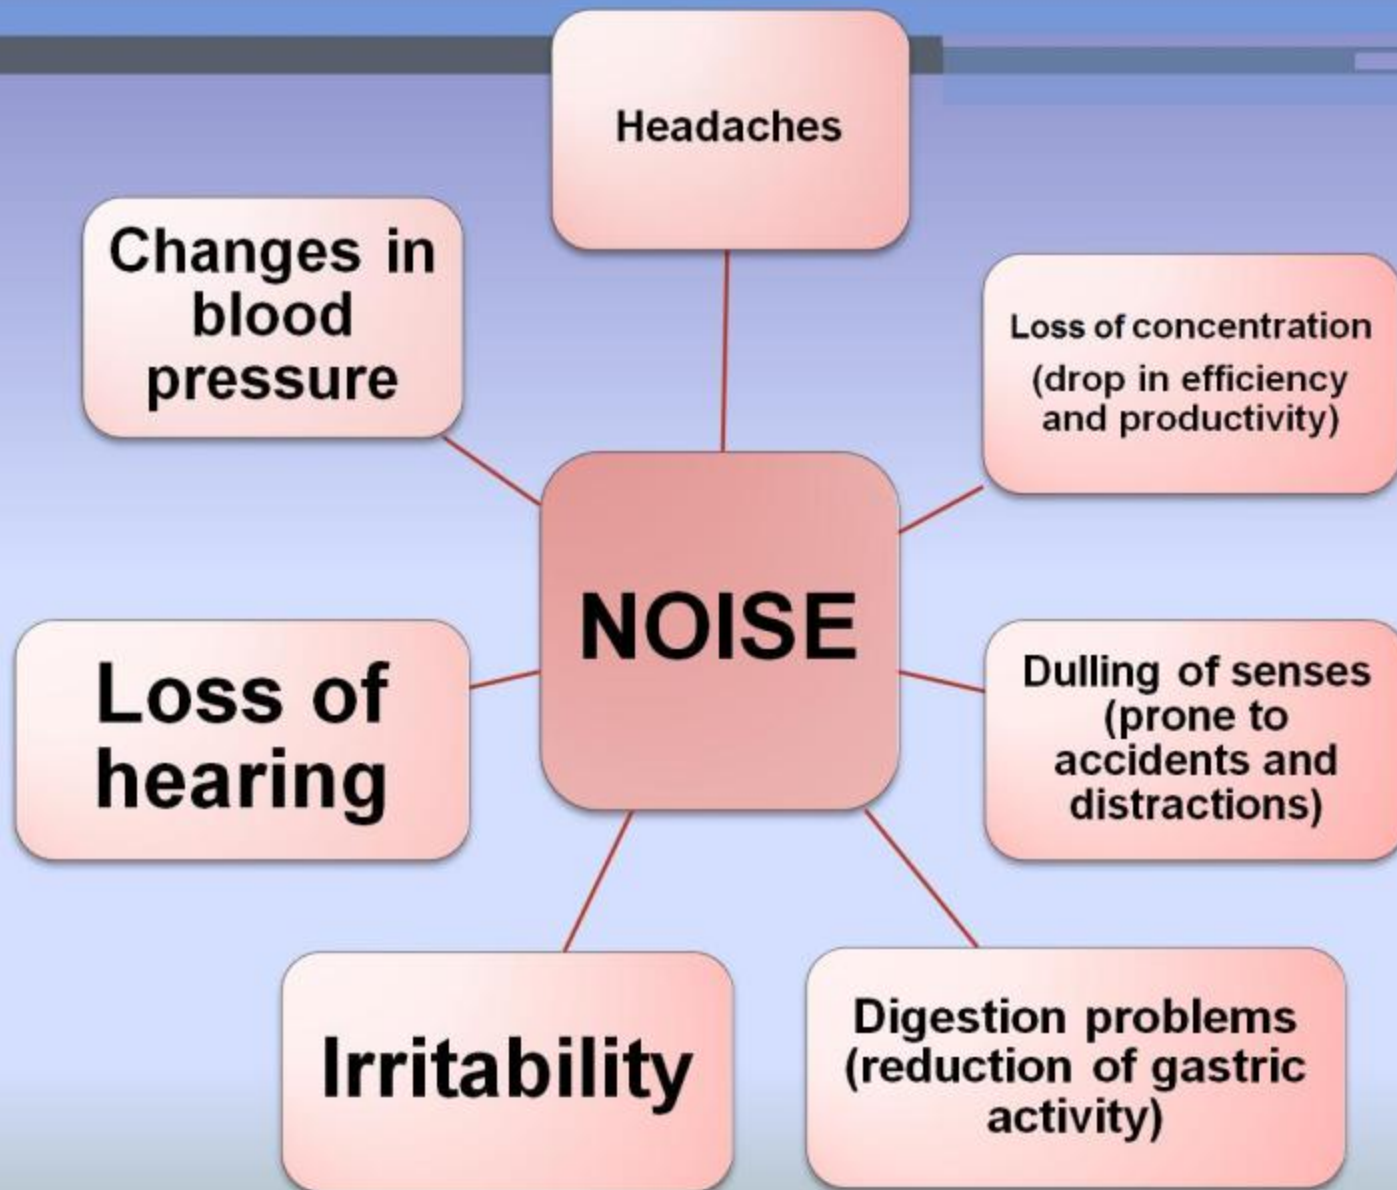 Headaches
Changes in
blood
pressure
Loss of concentration
(drop in efficiency
and productivity)
NOISE
Loss of
hearing
Dulling of senses
(prone to
accidents and
distractions)
Irritability
Digestion problems
(reduction of gastric
activity)